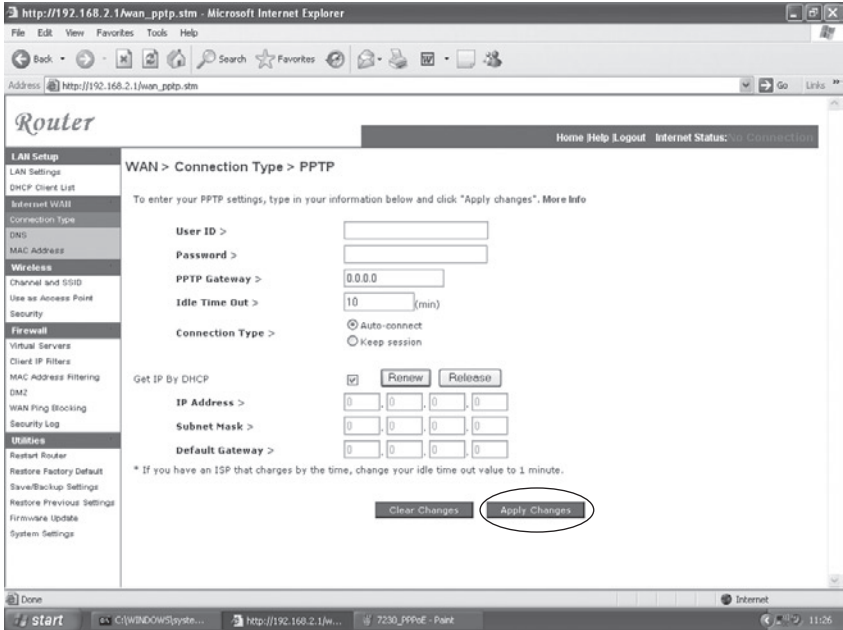 http://192.168.2.1/wan_pptp.stm - Microsoft Internet Explorer
File Edit View Favorites Tools Help
Back Search Favorites
Address http://192.168.2.1/wan_pptp.stm Go Links
Router
Home |Help |Logout Internet Status: No Connection
LAN Setup
LAN Settings
DHCP Client List
Internet WAN
Connection Type
DNS
MAC Address
Wireless
Channel and SSID
Use as Access Point
Security
Firewall
Virtual Servers
Client IP Filters
MAC Address Filtering
DMZ
WAN Ping Blocking
Security Log
Utilities
Restart Router
Restore Factory Default
Save/Backup Settings
Restore Previous Settings
Firmware Update
System Settings
WAN > Connection Type > PPTP
To enter your PPTP settings, type in your information below and click "Apply changes". More Info
User ID >
Password >
PPTP Gateway > 0.0.0.0
Idle Time Out > 10 (min)
Connection Type > Auto-connect
Keep session
Get IP By DHCP Renew Release
IP Address > 0 . 0 . 0 . 0
Subnet Mask > 0 . 0 . 0 . 0
Default Gateway > 0 . 0 . 0 . 0
* If you have an ISP that charges by the time, change your idle time out value to 1 minute.
Clear Changes Apply Changes
Done Internet
start C:\WINDOWS\syste... http://192.168.2.1/w... 7230_PPPoE - Paint 11:26